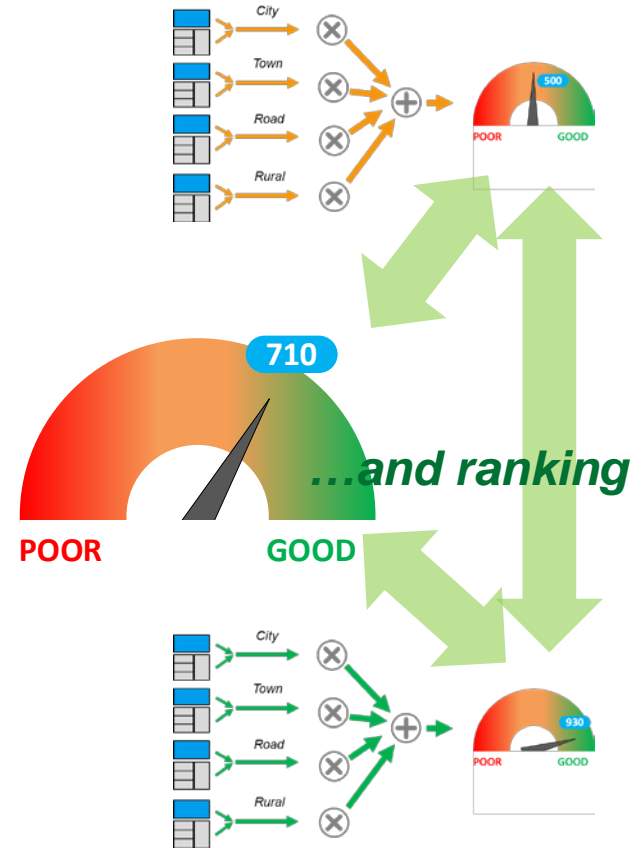 City
Town
Road
Rural
500
POOR GOOD
710
...and ranking
POOR GOOD
City
Town
Road
Rural
930
POOR GOOD